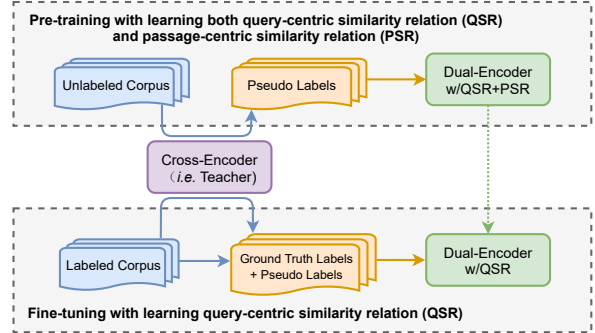 Pre-training with learning both query-centric similarity relation (QSR)
and passage-centric similarity relation (PSR)
Unlabeled Corpus
Pseudo Labels
Dual-Encoder
w/QSR+PSR
Cross-Encoder
(i.e. Teacher)
Labeled Corpus
Ground Truth Labels
+ Pseudo Labels
Dual-Encoder
w/QSR
Fine-tuning with learning query-centric similarity relation (QSR)